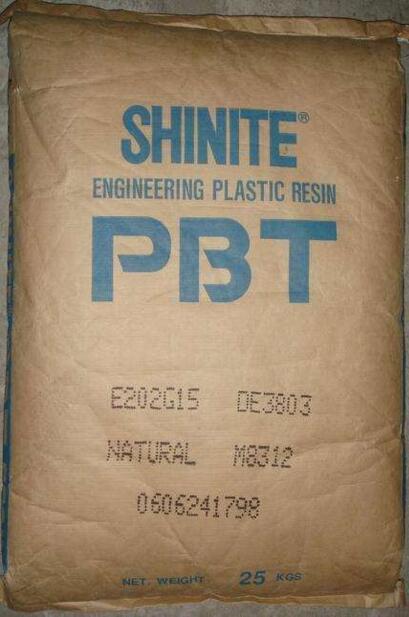 SHINITE®
ENGINEERING PLASTIC RESIN
PBT
E202G15 DE3803
NATURAL M8312
0606241798
NET. WEIGHT 25 KGS